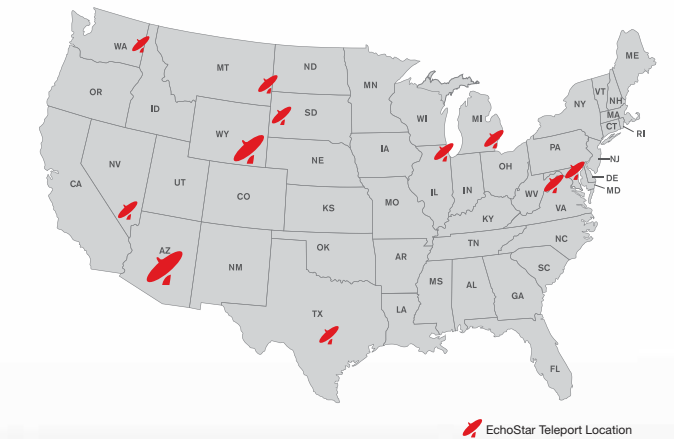 WA
MT
ND
MN
ME
OR
ID
WY
SD
WI
MI
NY
VT
NH
MA
CT
RI
NV
UT
CO
NE
IA
IL
IN
OH
PA
NJ
DE
MD
CA
KS
MO
KY
WV
VA
AZ
NM
OK
AR
TN
NC
SC
TX
LA
MS
AL
GA
FL
EchoStar Teleport Location